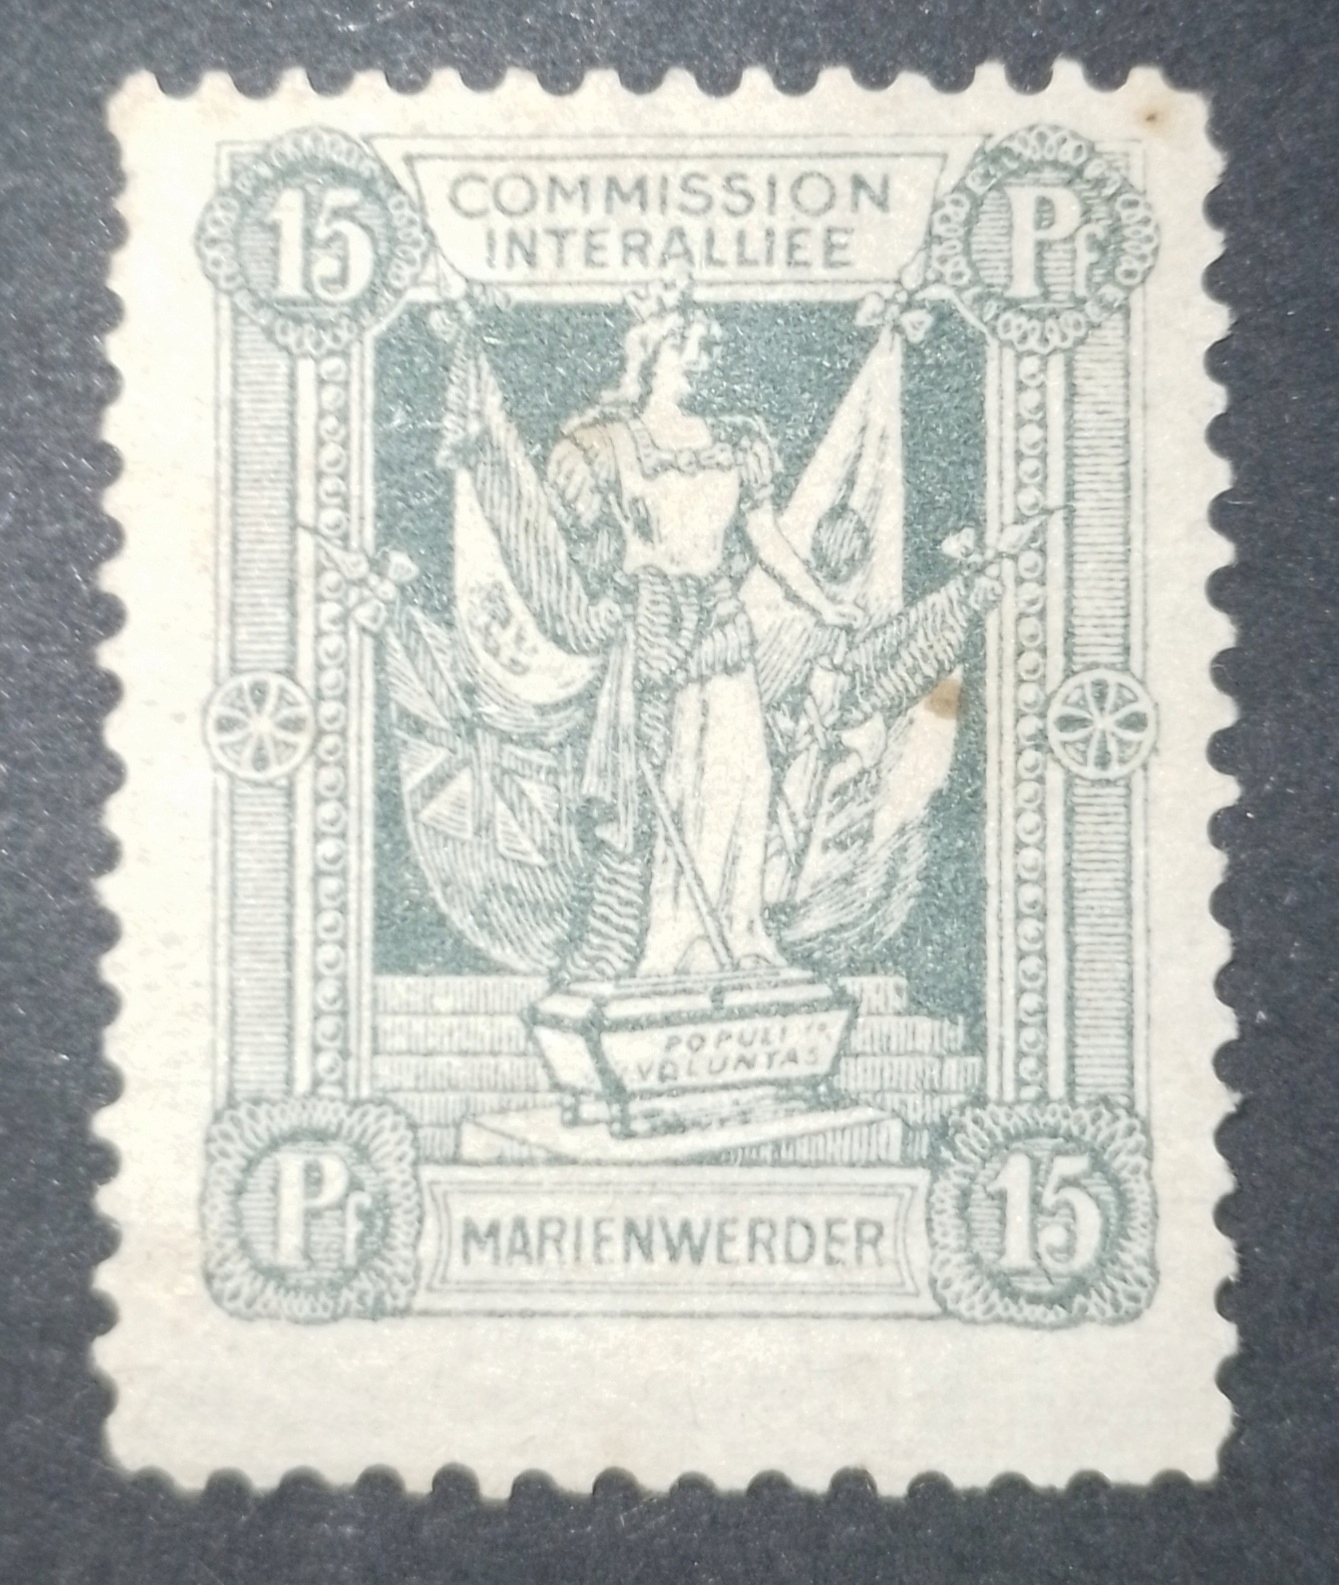 15
COMMISSION
INTERALLIEE
Pf
POPULI
VOLUNTAS
Pf
MARIENWERDER
15